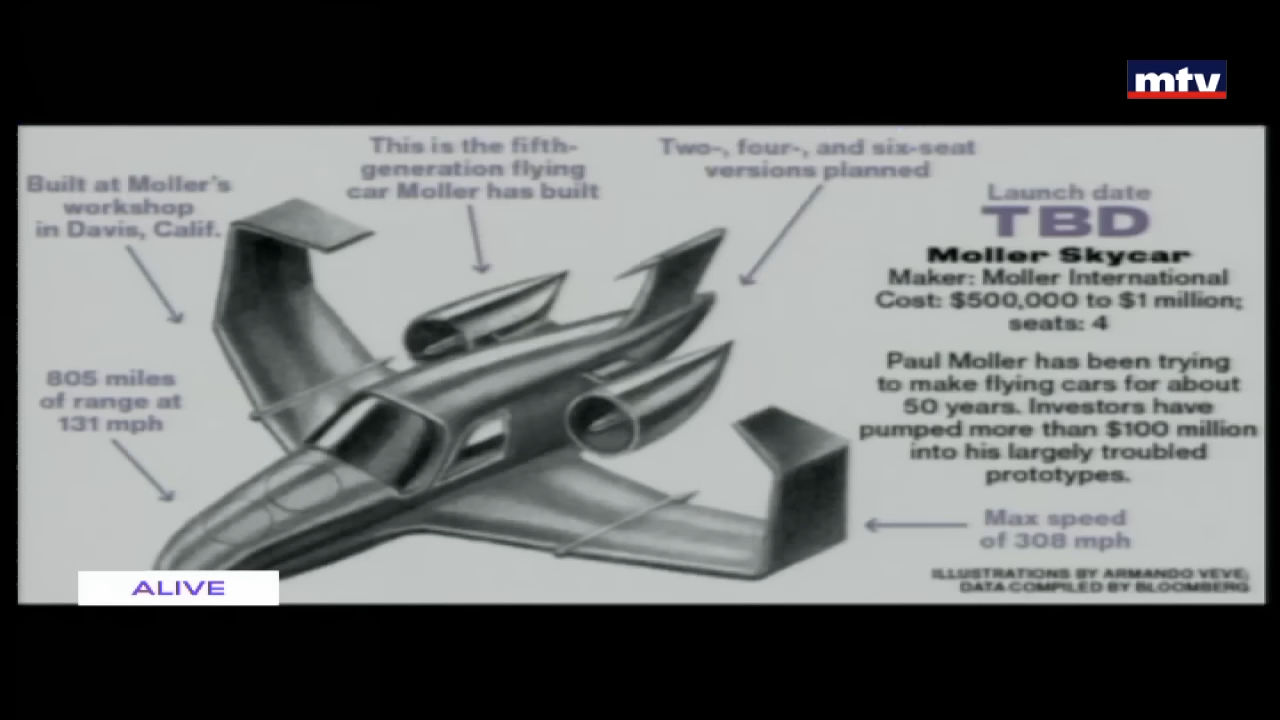 mtv
This is the fifth-
generation flying
car Moller has built
Two-, four-, and six-seat
versions planned
Built at Moller's
workshop
in Davis, Calif.
Launch date
TBD
Moller Skycar
Maker: Moller International
Cost: $500,000 to $1 million;
seats: 4
805 miles
of range at
131 mph
Paul Moller has been trying
to make flying cars for about
50 years. Investors have
pumped more than $100 million
into his largely troubled
prototypes.
Max speed
of 308 mph
ILLUSTRATIONS BY ARMANDO VEVE;
DATA COMPILED BY BLOOMBERG
ALIVE